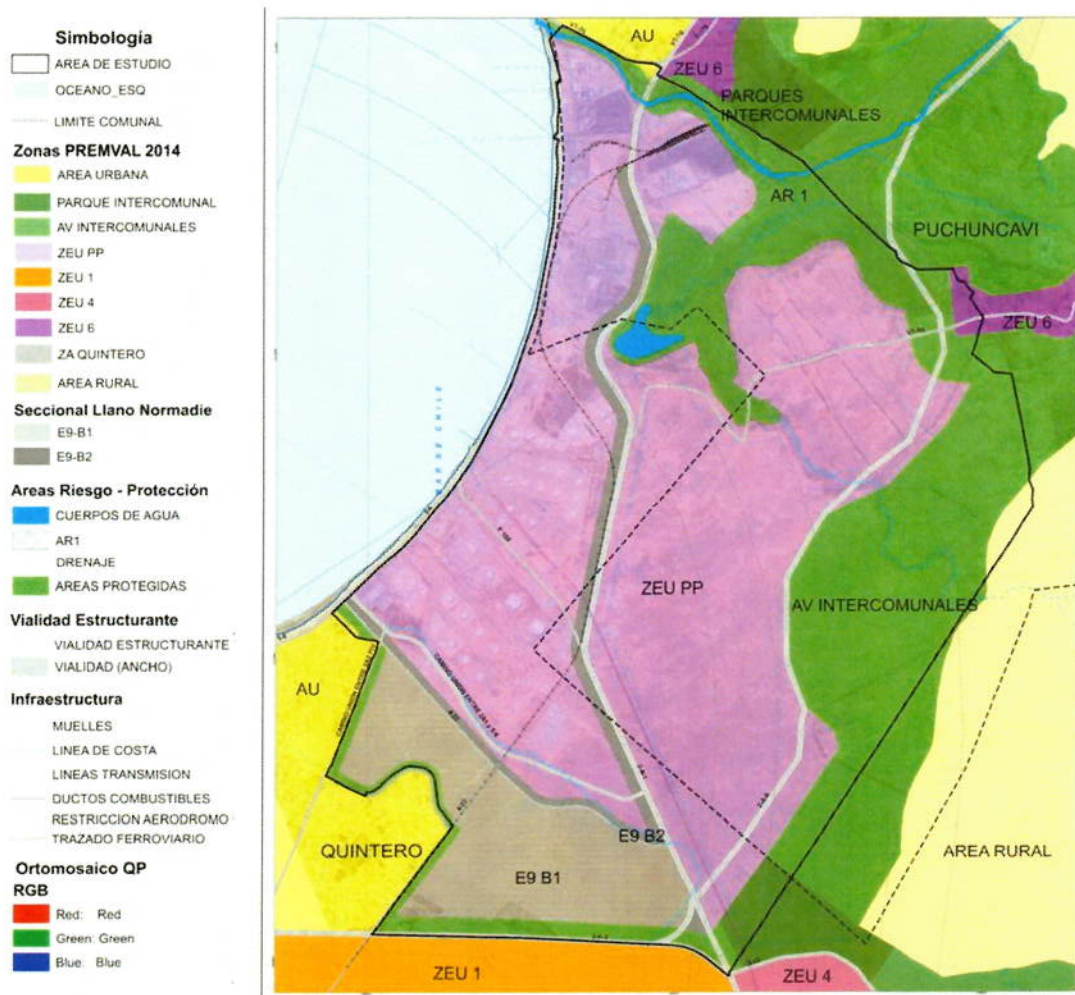 Simbología
AREA DE ESTUDIO
OCEANO_ESQ
LIMITE COMUNAL
Zonas PREMVAL 2014
AREA URBANA
PARQUE INTERCOMUNAL
AV INTERCOMUNALES
ZEU PP
ZEU 1
ZEU 4
ZEU 6
ZA QUINTERO
AREA RURAL
Seccional Llano Normadie
E9-B1
E9-B2
Areas Riesgo - Protección
CUERPOS DE AGUA
AR1
DRENAJE
AREAS PROTEGIDAS
Vialidad Estructurante
VIALIDAD ESTRUCTURANTE
VIALIDAD (ANCHO)
Infraestructura
MUELLES
LINEA DE COSTA
LINEAS TRANSMISION
DUCTOS COMBUSTIBLES
RESTRICCION AERODROMO
TRAZADO FERROVIARIO
Ortomosaico QP
RGB
Red: Red
Green: Green
Blue: Blue
AU
ZEU 6
PARQUES
INTERCOMUNALES
AR 1
PUCHUNCAVI
ZEU 6
MAR DE CHILE
ZEU PP
AV INTERCOMUNALES
AU
QUINTERO
E9 B2
E9 B1
AREA RURAL
ZEU 1
ZEU 4